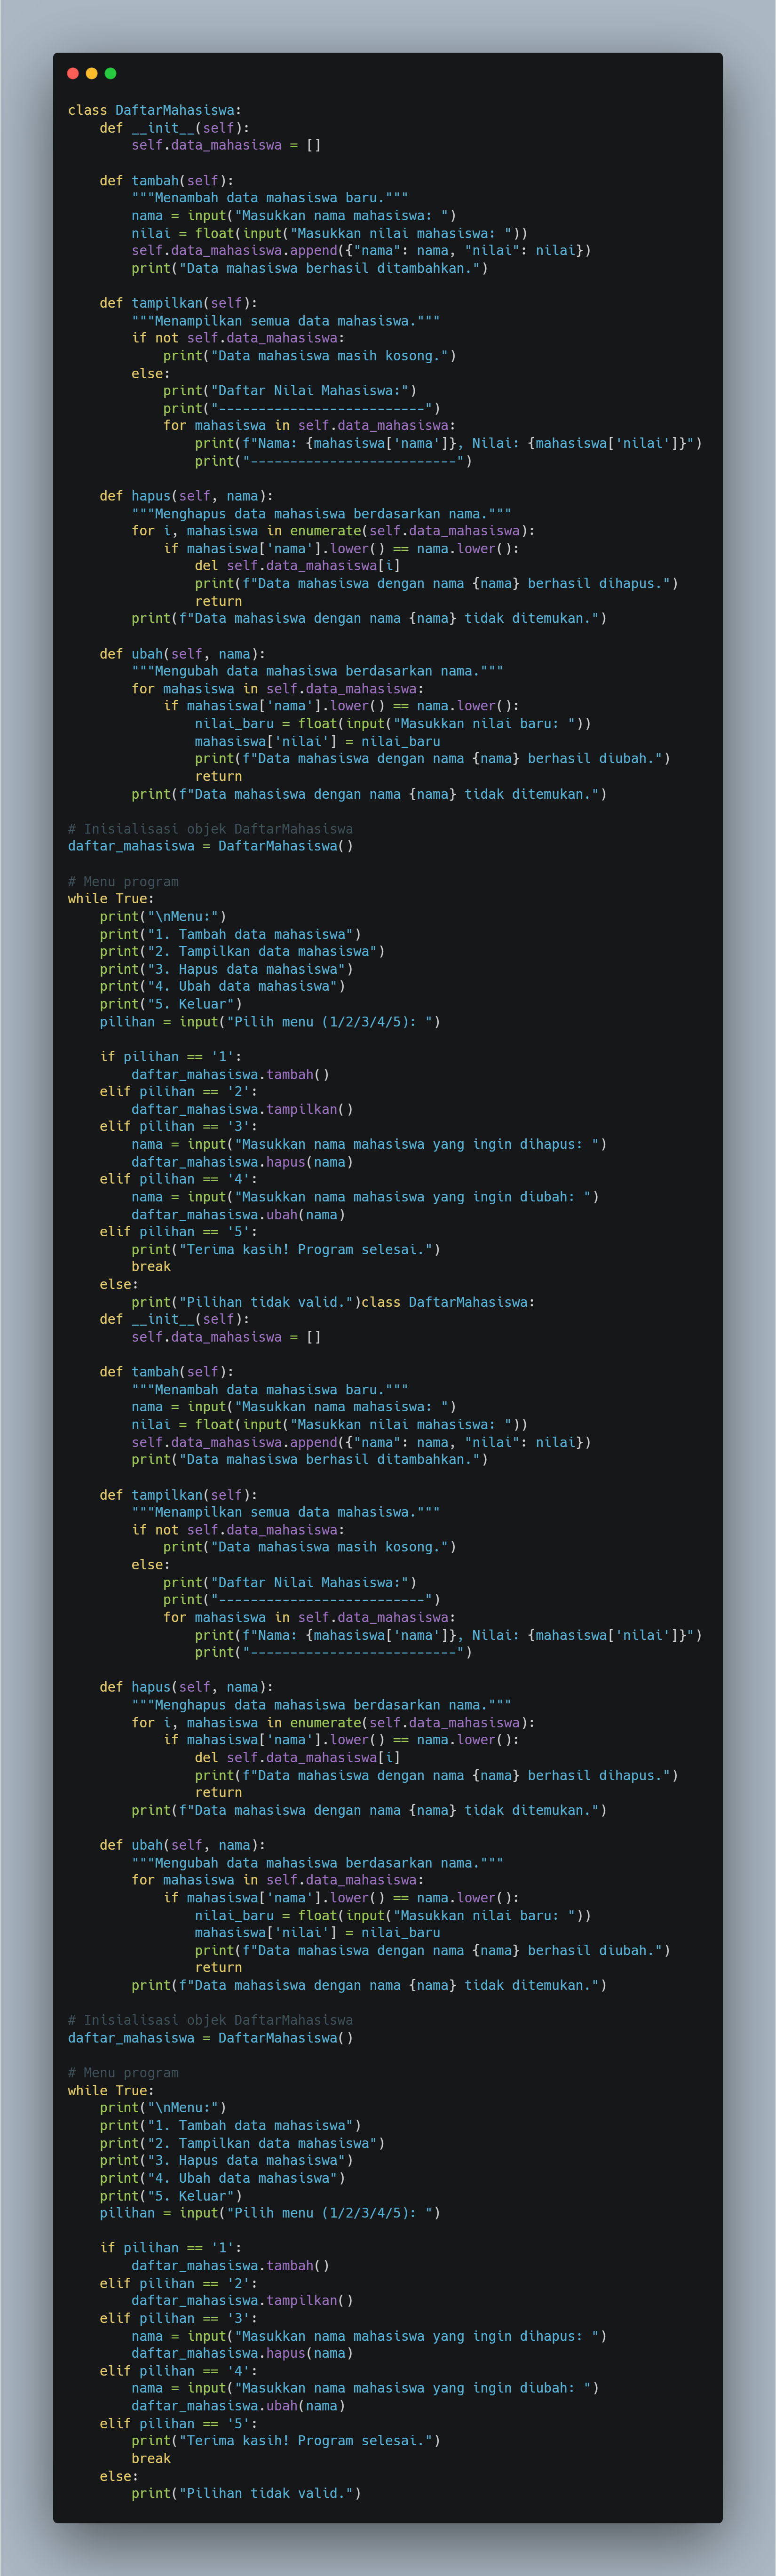 class DaftarMahasiswa:
    def __init__(self):
        self.data_mahasiswa = []

    def tambah(self):
        """Menambah data mahasiswa baru."""
        nama = input("Masukkan nama mahasiswa: ")
        nilai = float(input("Masukkan nilai mahasiswa: "))
        self.data_mahasiswa.append({"nama": nama, "nilai": nilai})
        print("Data mahasiswa berhasil ditambahkan.")

    def tampilkan(self):
        """Menampilkan semua data mahasiswa."""
        if not self.data_mahasiswa:
            print("Data mahasiswa masih kosong.")
        else:
            print("Daftar Nilai Mahasiswa:")
            print("--------------------------")
            for mahasiswa in self.data_mahasiswa:
                print(f"Nama: {mahasiswa['nama']}, Nilai: {mahasiswa['nilai']}")
                print("--------------------------")

    def hapus(self, nama):
        """Menghapus data mahasiswa berdasarkan nama."""
        for i, mahasiswa in enumerate(self.data_mahasiswa):
            if mahasiswa['nama'].lower() == nama.lower():
                del self.data_mahasiswa[i]
                print(f"Data mahasiswa dengan nama {nama} berhasil dihapus.")
                return
        print(f"Data mahasiswa dengan nama {nama} tidak ditemukan.")

    def ubah(self, nama):
        """Mengubah data mahasiswa berdasarkan nama."""
        for mahasiswa in self.data_mahasiswa:
            if mahasiswa['nama'].lower() == nama.lower():
                nilai_baru = float(input("Masukkan nilai baru: "))
                mahasiswa['nilai'] = nilai_baru
                print(f"Data mahasiswa dengan nama {nama} berhasil diubah.")
                return
        print(f"Data mahasiswa dengan nama {nama} tidak ditemukan.")

# Inisialisasi objek DaftarMahasiswa
daftar_mahasiswa = DaftarMahasiswa()

# Menu program
while True:
    print("\nMenu:")
    print("1. Tambah data mahasiswa")
    print("2. Tampilkan data mahasiswa")
    print("3. Hapus data mahasiswa")
    print("4. Ubah data mahasiswa")
    print("5. Keluar")
    pilihan = input("Pilih menu (1/2/3/4/5): ")

    if pilihan == '1':
        daftar_mahasiswa.tambah()
    elif pilihan == '2':
        daftar_mahasiswa.tampilkan()
    elif pilihan == '3':
        nama = input("Masukkan nama mahasiswa yang ingin dihapus: ")
        daftar_mahasiswa.hapus(nama)
    elif pilihan == '4':
        nama = input("Masukkan nama mahasiswa yang ingin diubah: ")
        daftar_mahasiswa.ubah(nama)
    elif pilihan == '5':
        print("Terima kasih! Program selesai.")
        break
    else:
        print("Pilihan tidak valid.")class DaftarMahasiswa:
    def __init__(self):
        self.data_mahasiswa = []

    def tambah(self):
        """Menambah data mahasiswa baru."""
        nama = input("Masukkan nama mahasiswa: ")
        nilai = float(input("Masukkan nilai mahasiswa: "))
        self.data_mahasiswa.append({"nama": nama, "nilai": nilai})
        print("Data mahasiswa berhasil ditambahkan.")

    def tampilkan(self):
        """Menampilkan semua data mahasiswa."""
        if not self.data_mahasiswa:
            print("Data mahasiswa masih kosong.")
        else:
            print("Daftar Nilai Mahasiswa:")
            print("--------------------------")
            for mahasiswa in self.data_mahasiswa:
                print(f"Nama: {mahasiswa['nama']}, Nilai: {mahasiswa['nilai']}")
                print("--------------------------")

    def hapus(self, nama):
        """Menghapus data mahasiswa berdasarkan nama."""
        for i, mahasiswa in enumerate(self.data_mahasiswa):
            if mahasiswa['nama'].lower() == nama.lower():
                del self.data_mahasiswa[i]
                print(f"Data mahasiswa dengan nama {nama} berhasil dihapus.")
                return
        print(f"Data mahasiswa dengan nama {nama} tidak ditemukan.")

    def ubah(self, nama):
        """Mengubah data mahasiswa berdasarkan nama."""
        for mahasiswa in self.data_mahasiswa:
            if mahasiswa['nama'].lower() == nama.lower():
                nilai_baru = float(input("Masukkan nilai baru: "))
                mahasiswa['nilai'] = nilai_baru
                print(f"Data mahasiswa dengan nama {nama} berhasil diubah.")
                return
        print(f"Data mahasiswa dengan nama {nama} tidak ditemukan.")

# Inisialisasi objek DaftarMahasiswa
daftar_mahasiswa = DaftarMahasiswa()

# Menu program
while True:
    print("\nMenu:")
    print("1. Tambah data mahasiswa")
    print("2. Tampilkan data mahasiswa")
    print("3. Hapus data mahasiswa")
    print("4. Ubah data mahasiswa")
    print("5. Keluar")
    pilihan = input("Pilih menu (1/2/3/4/5): ")

    if pilihan == '1':
        daftar_mahasiswa.tambah()
    elif pilihan == '2':
        daftar_mahasiswa.tampilkan()
    elif pilihan == '3':
        nama = input("Masukkan nama mahasiswa yang ingin dihapus: ")
        daftar_mahasiswa.hapus(nama)
    elif pilihan == '4':
        nama = input("Masukkan nama mahasiswa yang ingin diubah: ")
        daftar_mahasiswa.ubah(nama)
    elif pilihan == '5':
        print("Terima kasih! Program selesai.")
        break
    else:
        print("Pilihan tidak valid.")